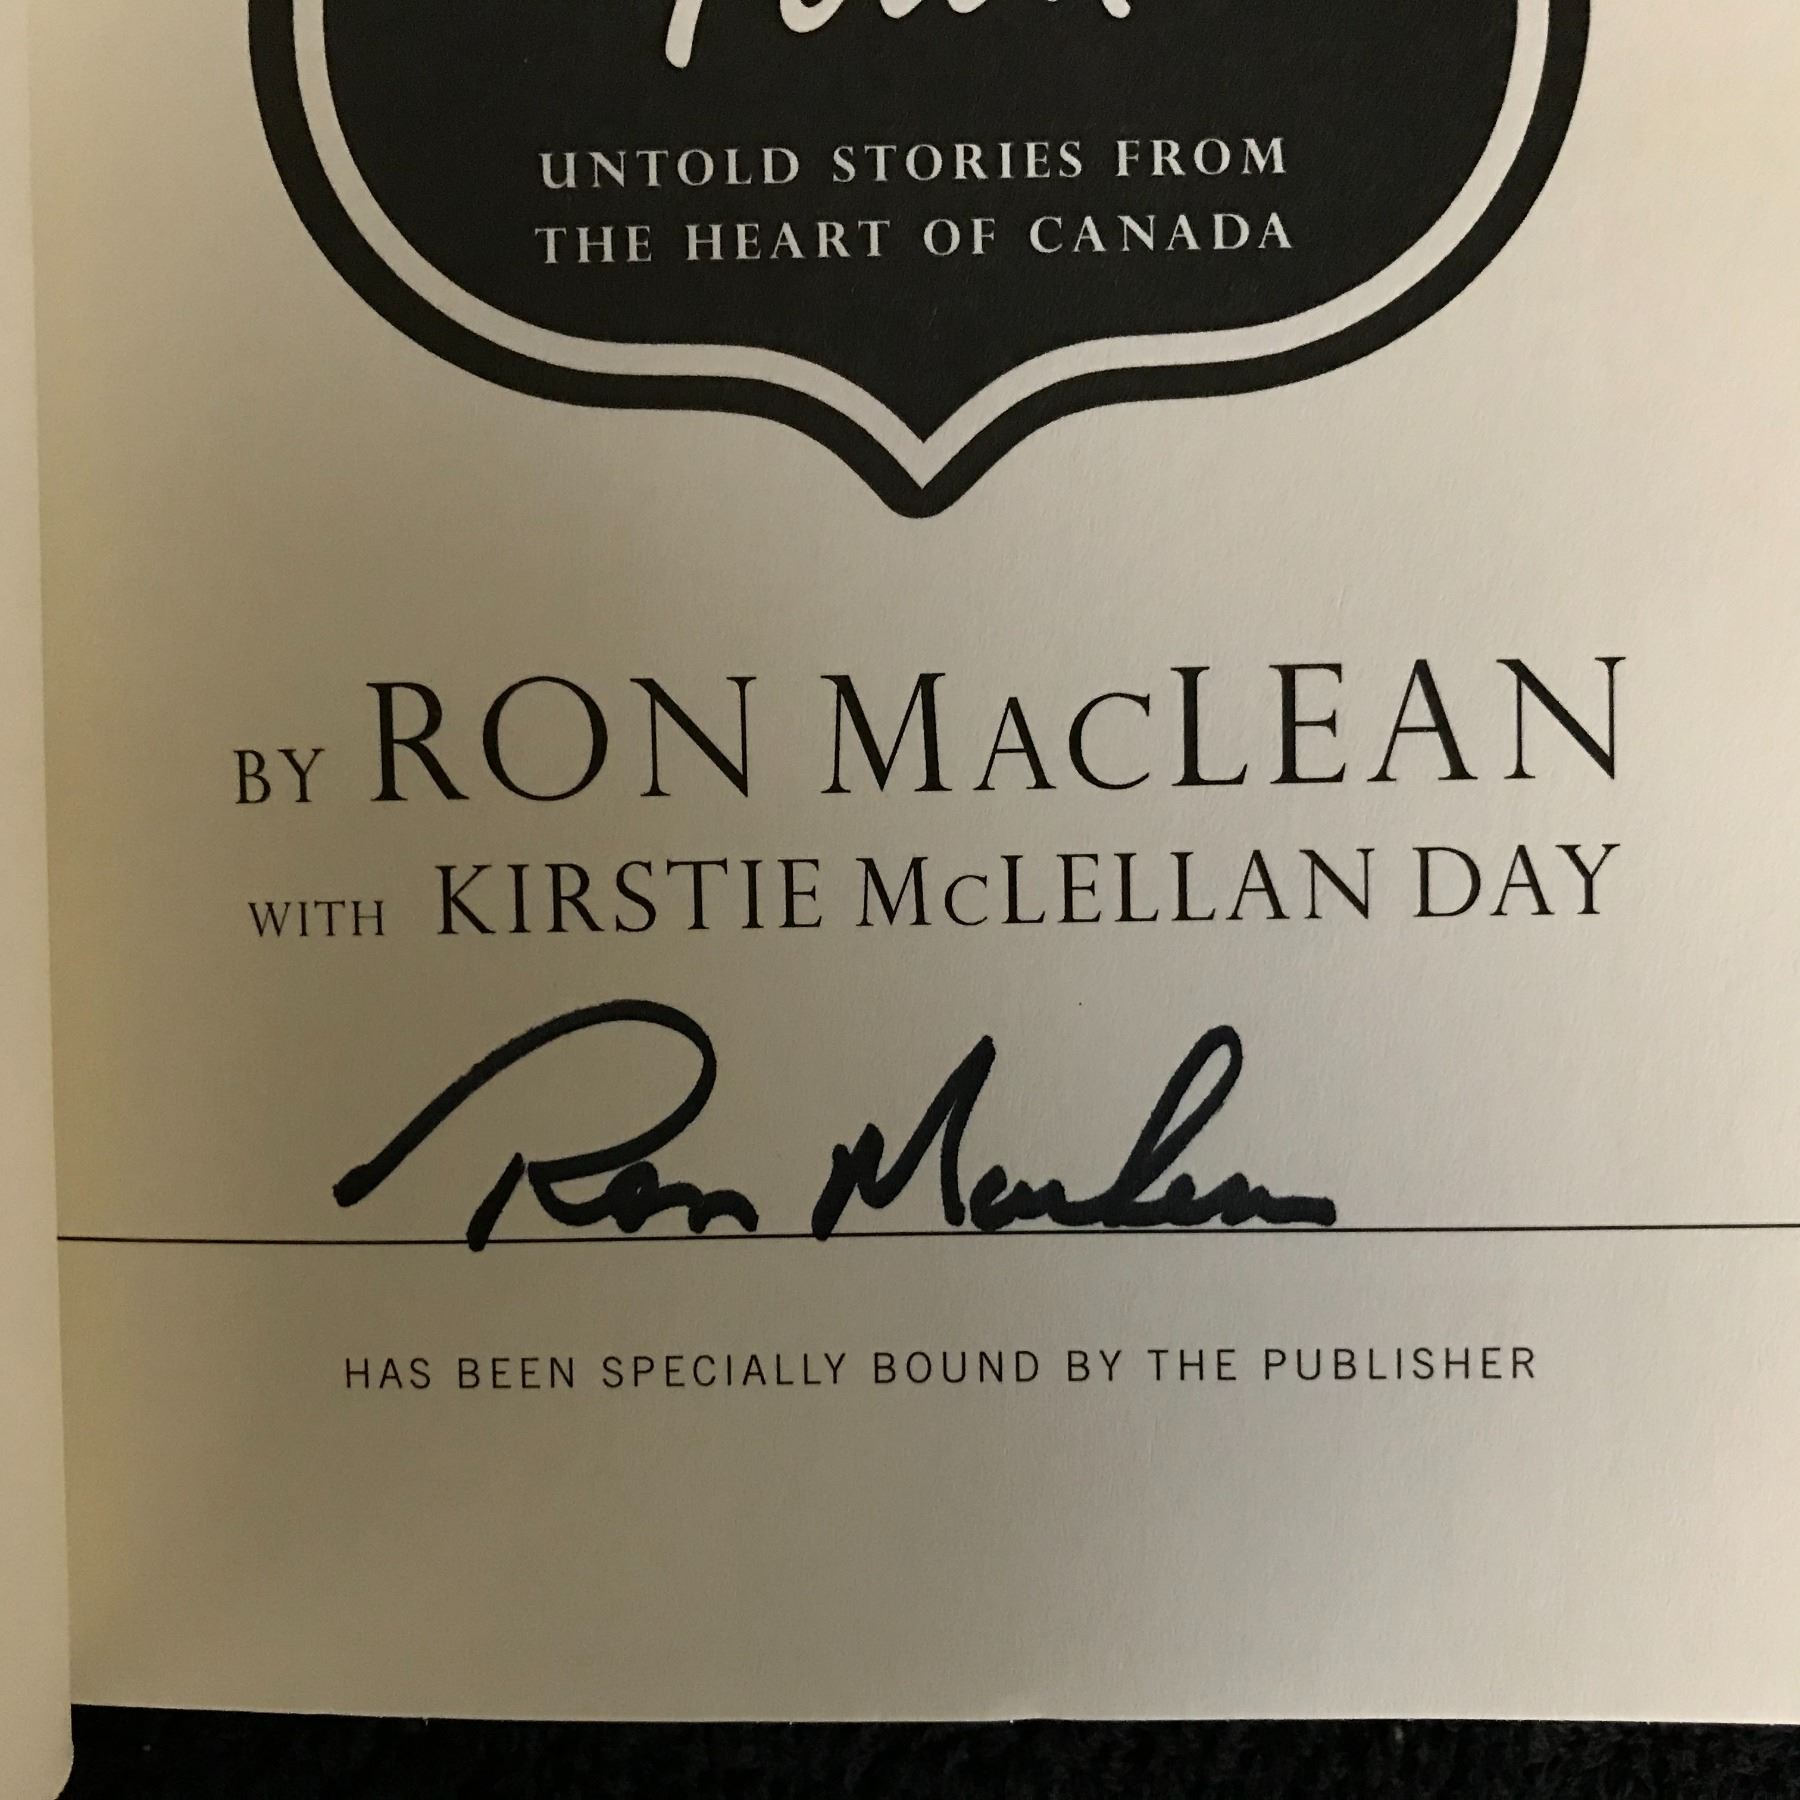 UNTOLD STORIES FROM
THE HEART OF CANADA
BY RON MACLEAN
WITH KIRSTIE MCLELLAN DAY
Ron MacLean
HAS BEEN SPECIALLY BOUND BY THE PUBLISHER